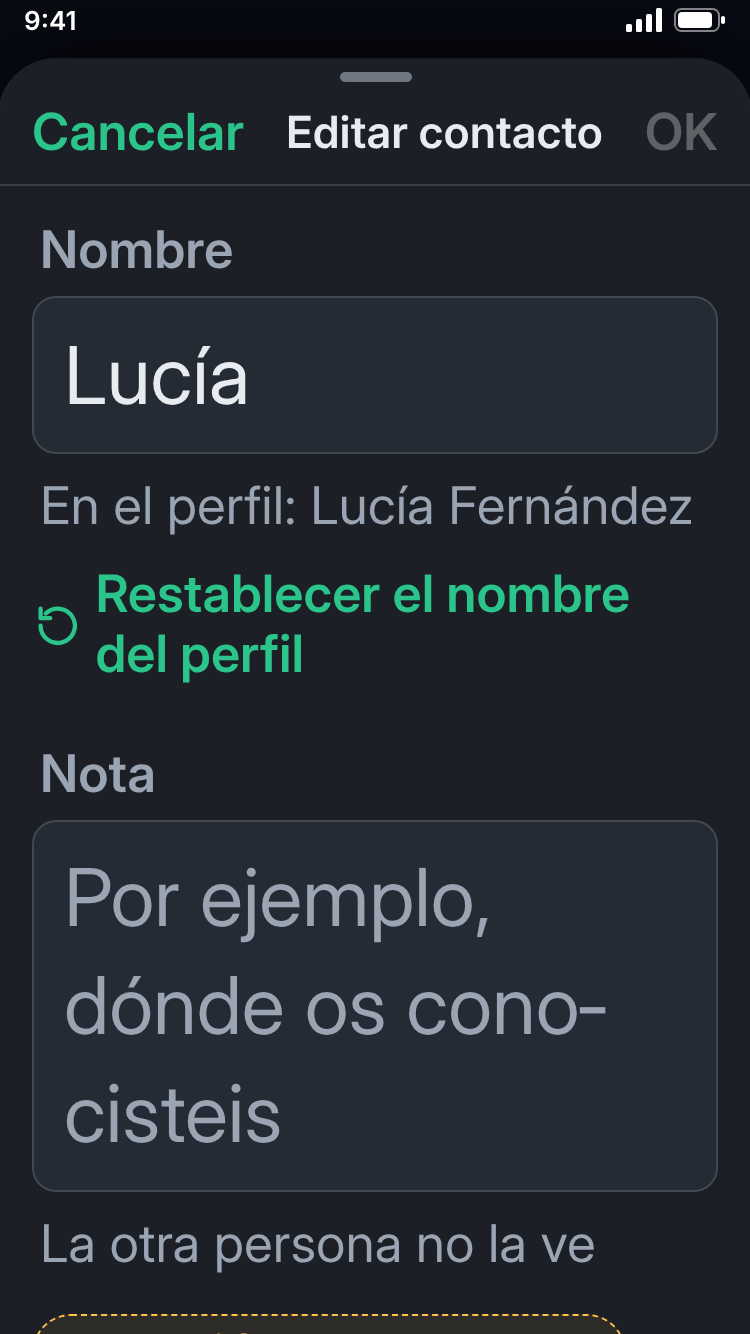 9:41
Cancelar Editar contacto OK
Nombre
Lucía
En el perfil: Lucía Fernández
Restablecer el nombre
del perfil
Nota
Por ejemplo,
dónde os cono-
cisteis
La otra persona no la ve